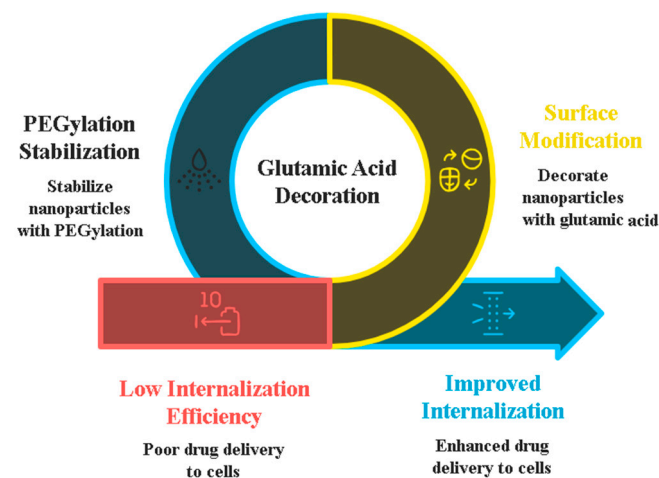 PEGylation
Stabilization
Stabilize
nanoparticles
with PEGylation
Glutamic Acid
Decoration
Surface
Modification
Decorate
nanoparticles
with glutamic acid
10
Low Internalization
Efficiency
Poor drug delivery
to cells
Improved
Internalization
Enhanced drug
delivery to cells